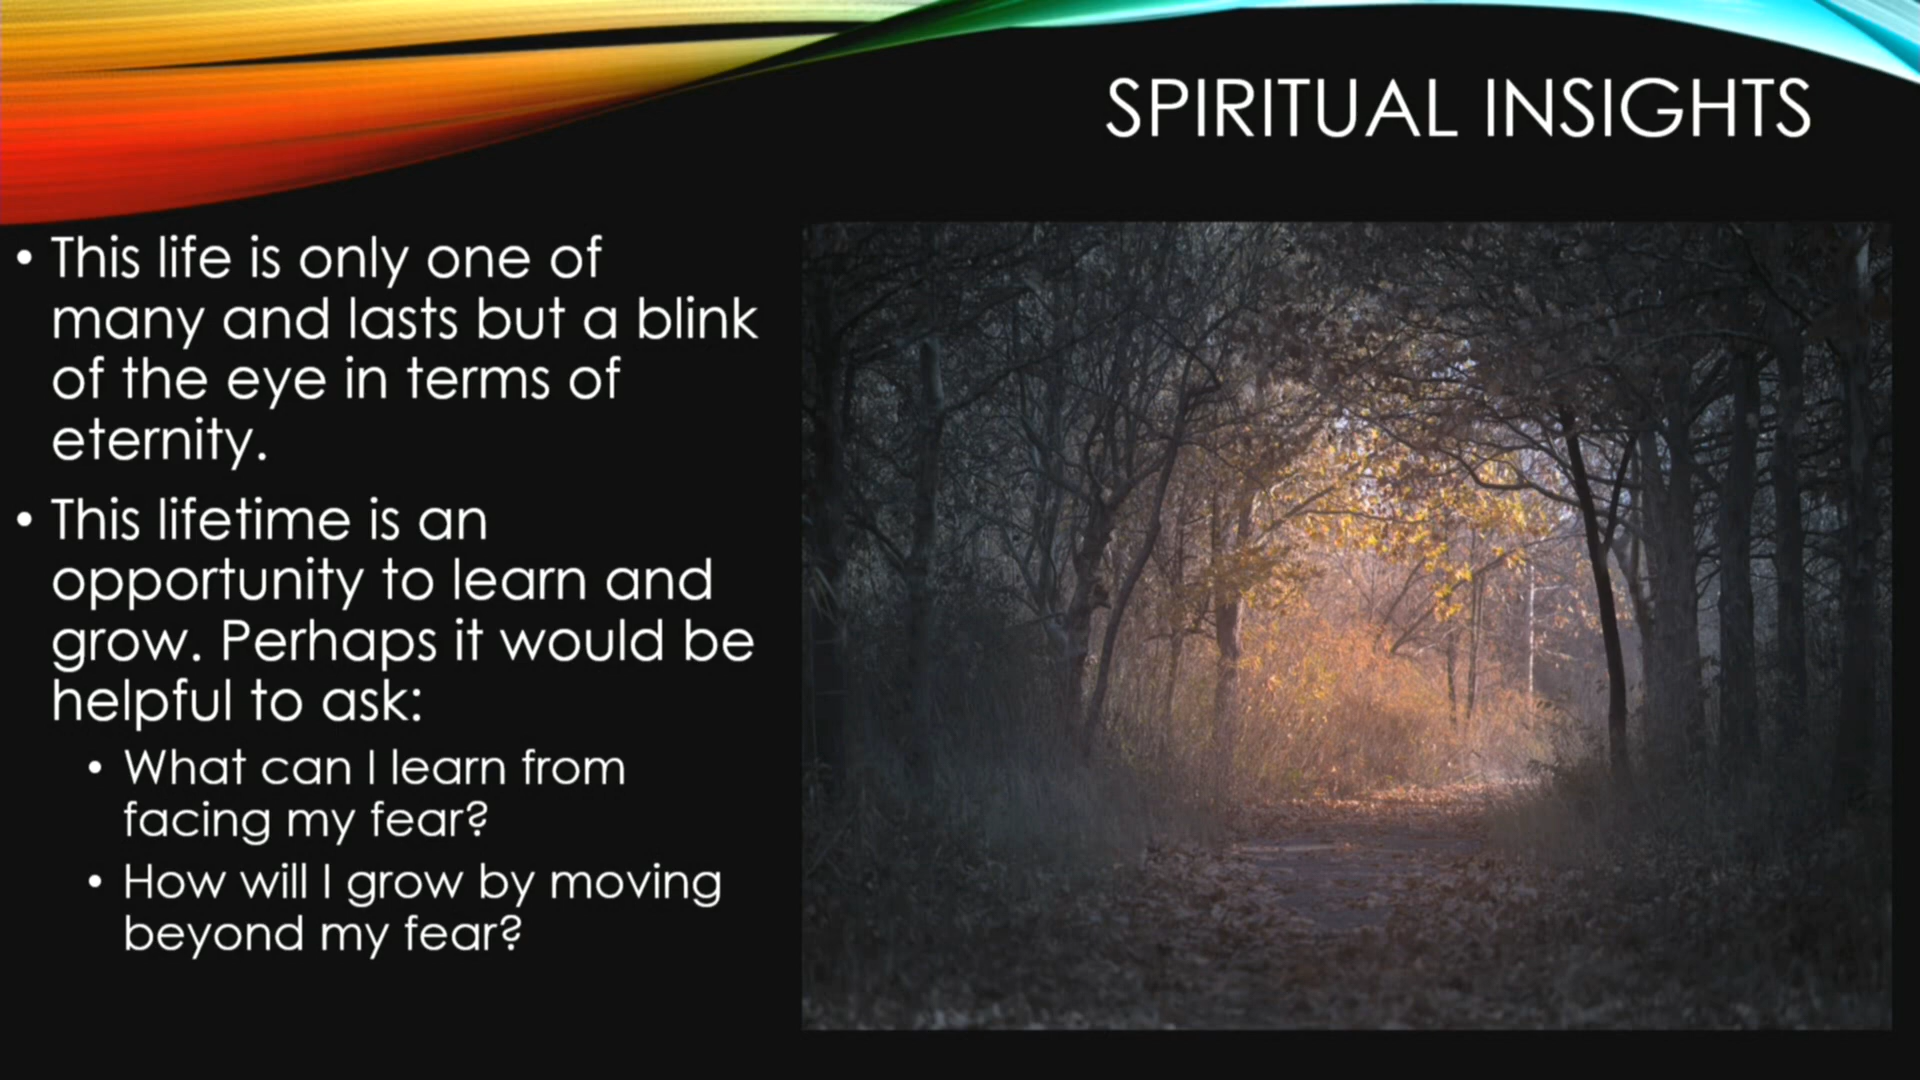 SPIRITUAL INSIGHTS
• This life is only one of
many and lasts but a blink
of the eye in terms of
eternity.
• This lifetime is an
opportunity to learn and
grow. Perhaps it would be
helpful to ask:
• What can I learn from
facing my fear?
• How will I grow by moving
beyond my fear?